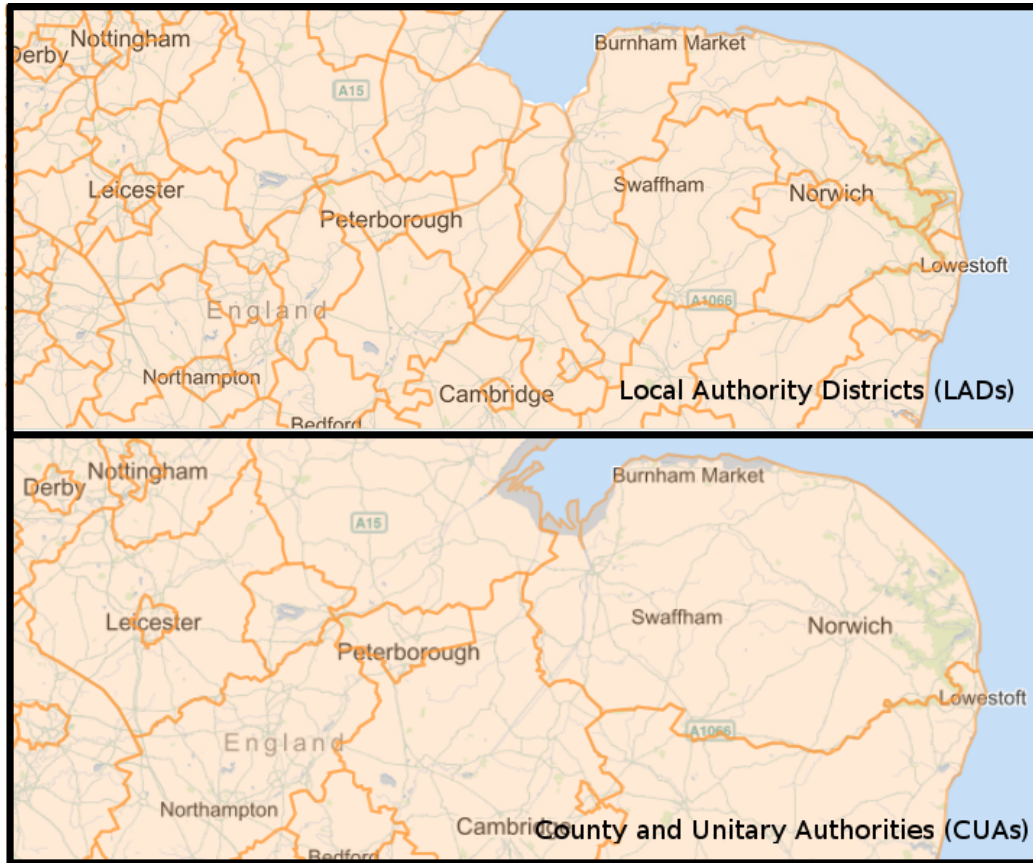 Nottingham
Burnham Market
Derby
A15
Leicester
Swaffham
Norwich
Peterborough
Lowestoft
England
A1066
Northampton
Cambridge
Local Authority Districts (LADs)
Bedford
Nottingham
Burnham Market
Derby
A15
Leicester
Swaffham
Norwich
Peterborough
Lowestoft
England
A1066
Northampton
Cambridge
County and Unitary Authorities (CUAs)
Bedford